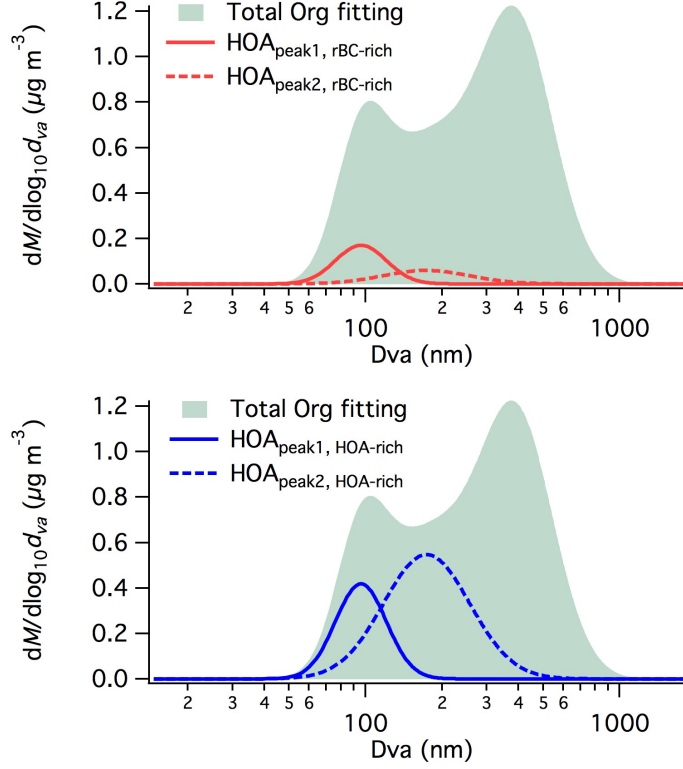 1.2
1.0
0.8
0.6
0.4
0.2
0.0
dM/dlog10dva (µg m-3)
Total Org fitting
HOApeak1, rBC-rich
HOApeak2, rBC-rich
2 3 4 5 6 2 3 4 5 6
100 1000
Dva (nm)
1.2
1.0
0.8
0.6
0.4
0.2
0.0
dM/dlog10dva (µg m-3)
Total Org fitting
HOApeak1, HOA-rich
HOApeak2, HOA-rich
2 3 4 5 6 2 3 4 5 6
100 1000
Dva (nm)